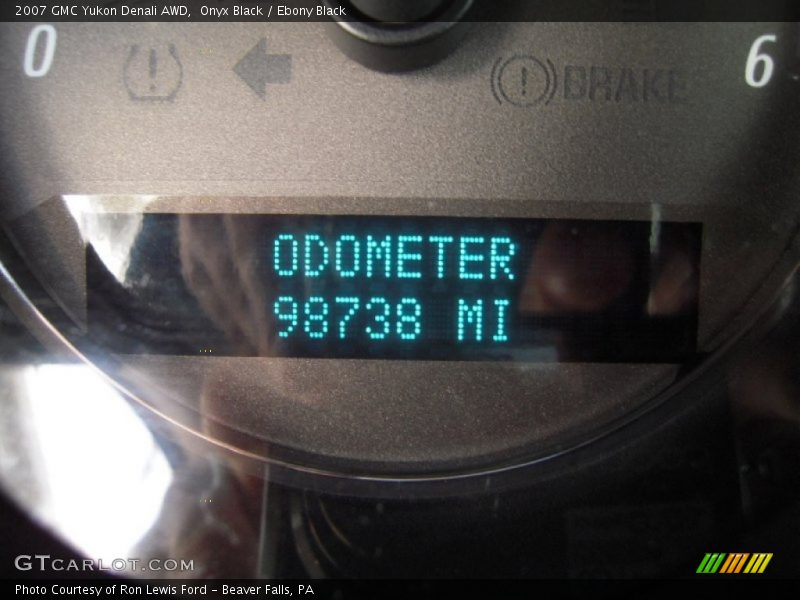 2007 GMC Yukon Denali AWD,  Onyx Black / Ebony Black
0
6
BRAKE
ODOMETER
98738 MI
GTCARLOT.COM
Photo Courtesy of Ron Lewis Ford - Beaver Falls, PA